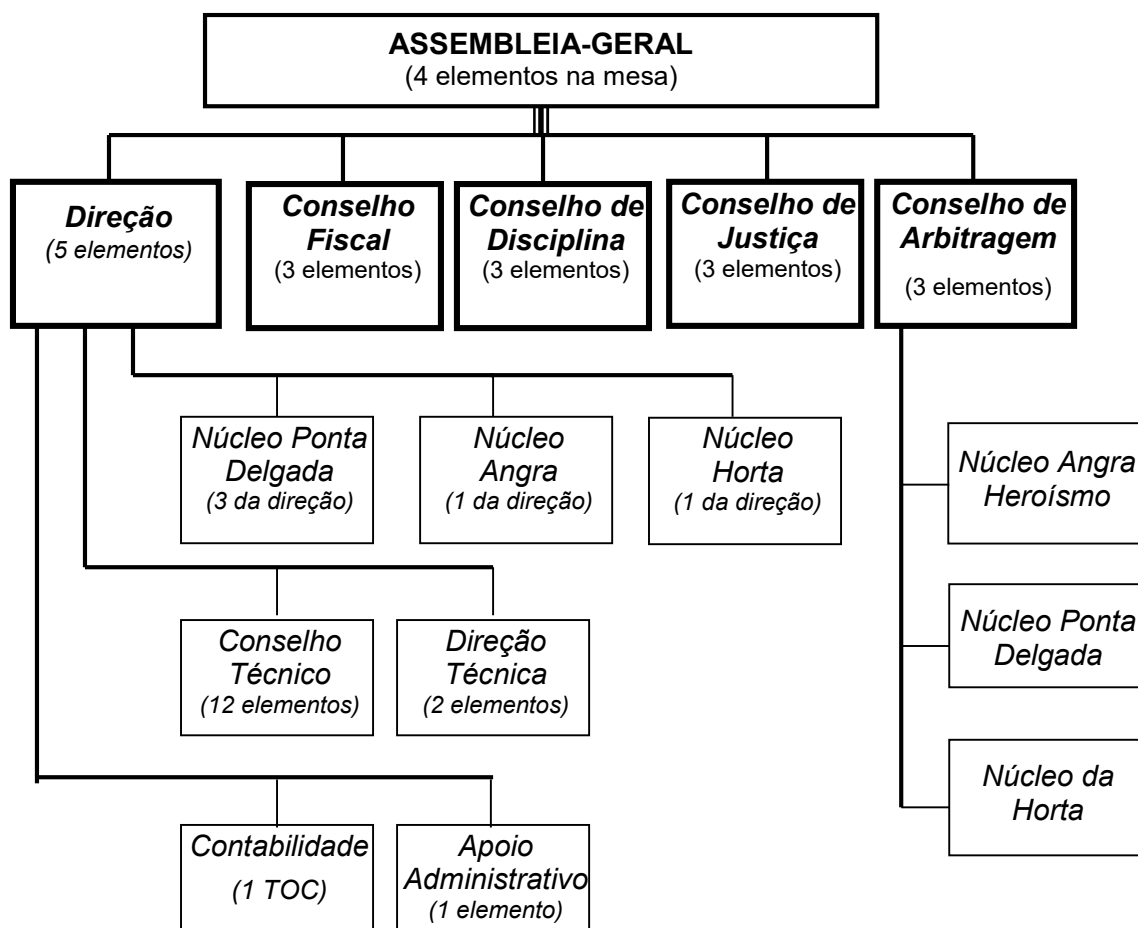 ASSEMBLEIA-GERAL
(4 elementos na mesa)
Direção
(5 elementos)
Conselho
Fiscal
(3 elementos)
Conselho de
Disciplina
(3 elementos)
Conselho de
Justiça
(3 elementos)
Conselho de
Arbitragem
(3 elementos)
Núcleo Ponta
Delgada
(3 da direção)
Núcleo
Angra
(1 da direção)
Núcleo
Horta
(1 da direção)
Núcleo Angra
Heroísmo
Núcleo Ponta
Delgada
Núcleo da
Horta
Conselho
Técnico
(12 elementos)
Direção
Técnica
(2 elementos)
Contabilidade
(1 TOC)
Apoio
Administrativo
(1 elemento)